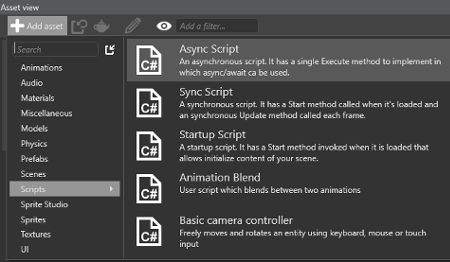 Asset view
Add asset
Add a filter...
Search
Animations
Audio
Materials
Miscellaneous
Models
Physics
Prefabs
Scenes
Scripts
Sprite Studio
Sprites
Textures
UI
C#
Async Script
An asynchronous script. It has a single Execute method to implement in
which async/await ca be used.
C#
Sync Script
A synchronous script. It has a Start method called when it's loaded and
an synchronous Update method called each frame.
C#
Startup Script
A startup script. It has a Start method invoked when it is loaded that
allows initialize content of your scene.
C#
Animation Blend
User script which blends between two animations
C#
Basic camera controller
Freely moves and rotates an entity using keyboard, mouse or touch
input